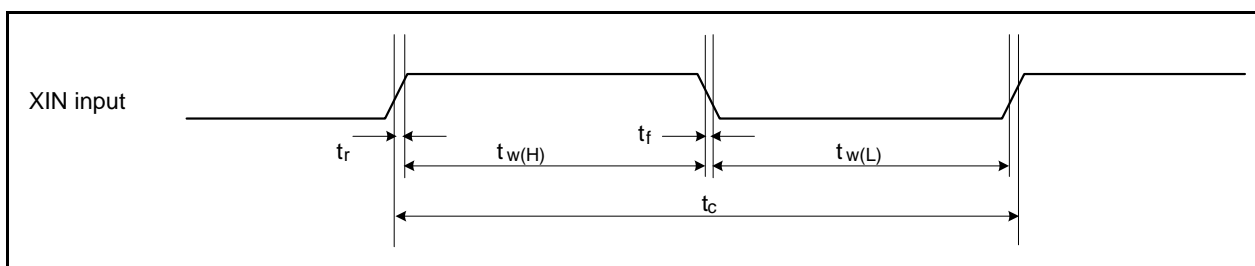 XIN input
tr
tw(H)
tf
tw(L)
tc